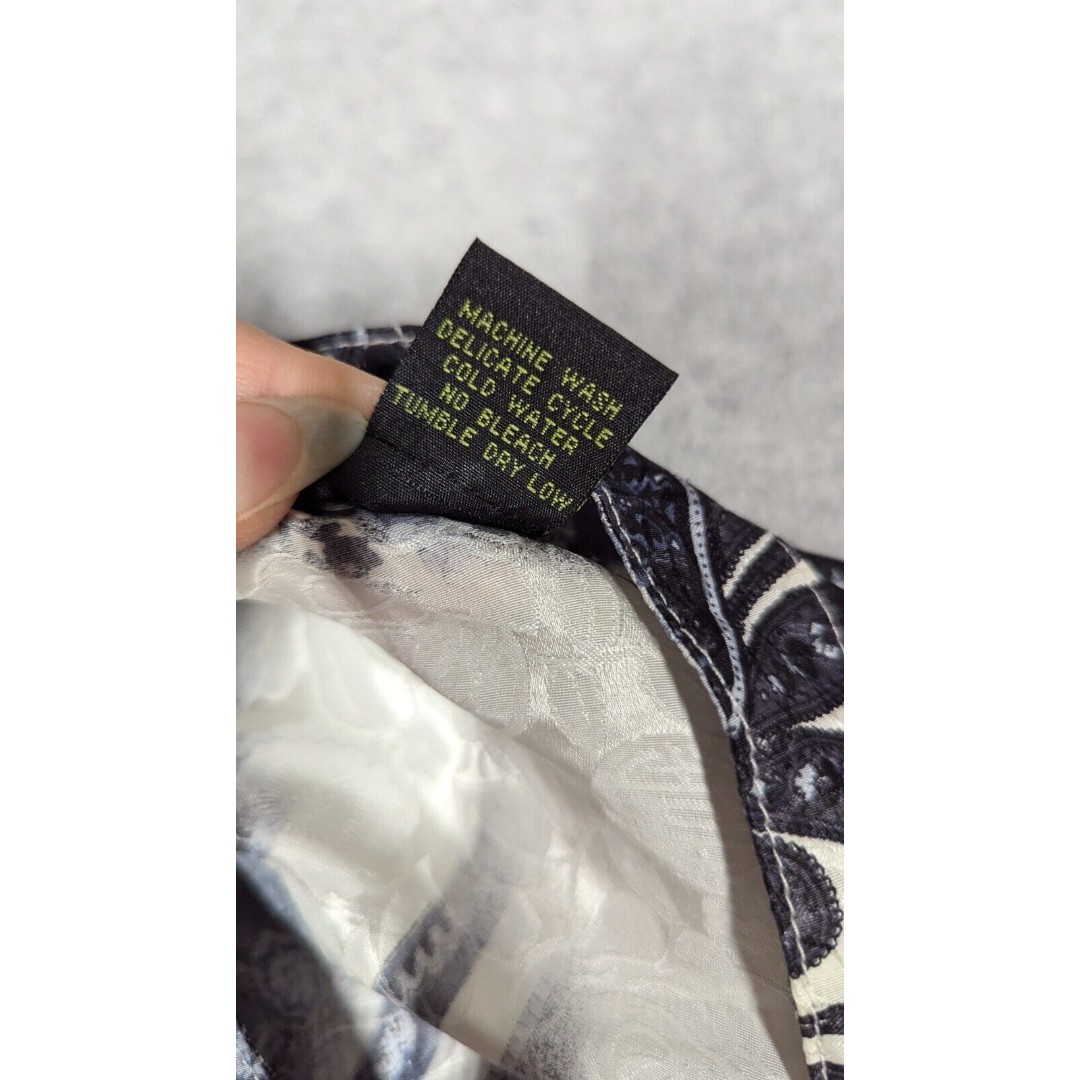 MACHINE WASH
DELICATE CYCLE
COLD WATER
NO BLEACH
TUMBLE DRY LOW